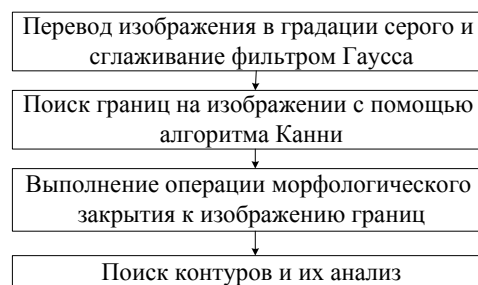 Перевод изображения в градации серого и
сглаживание фильтром Гаусса
Поиск границ на изображении с помощью
алгоритма Канни
Выполнение операции морфологического
закрытия к изображению границ
Поиск контуров и их анализ